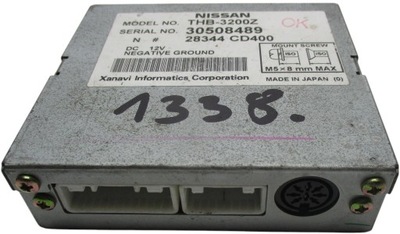 NISSAN
MODEL NO. THB-3200Z
SERIAL NO. 30508489
N # 28344 CD400
DC 12V
NEGATIVE GROUND
Xanavi Informatics Corporation
OK.
MOUNT SCREW
M5×8 mm MAX
MADE IN JAPAN (S)
1338.